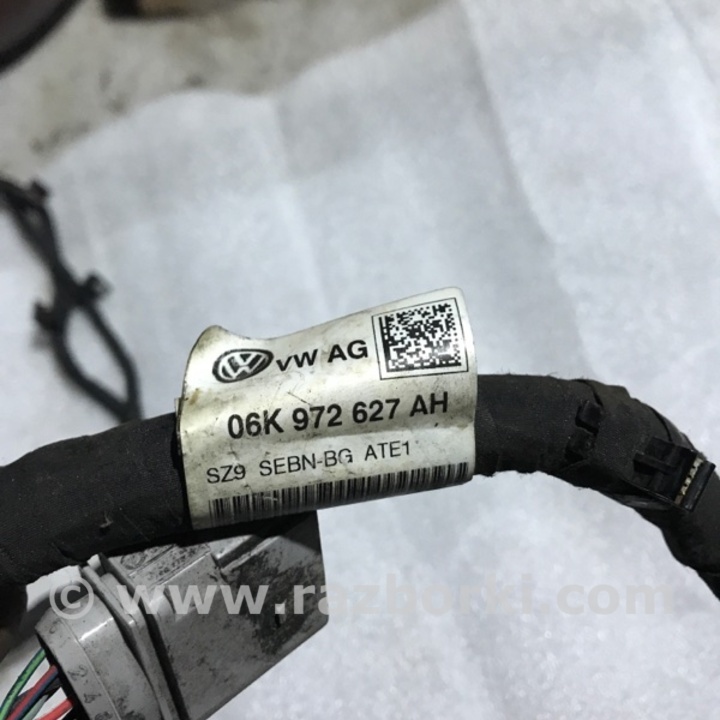 VW AG
06K 972 627 AH
SZ9 SEBN-BG ATE1
© www.razborki.com